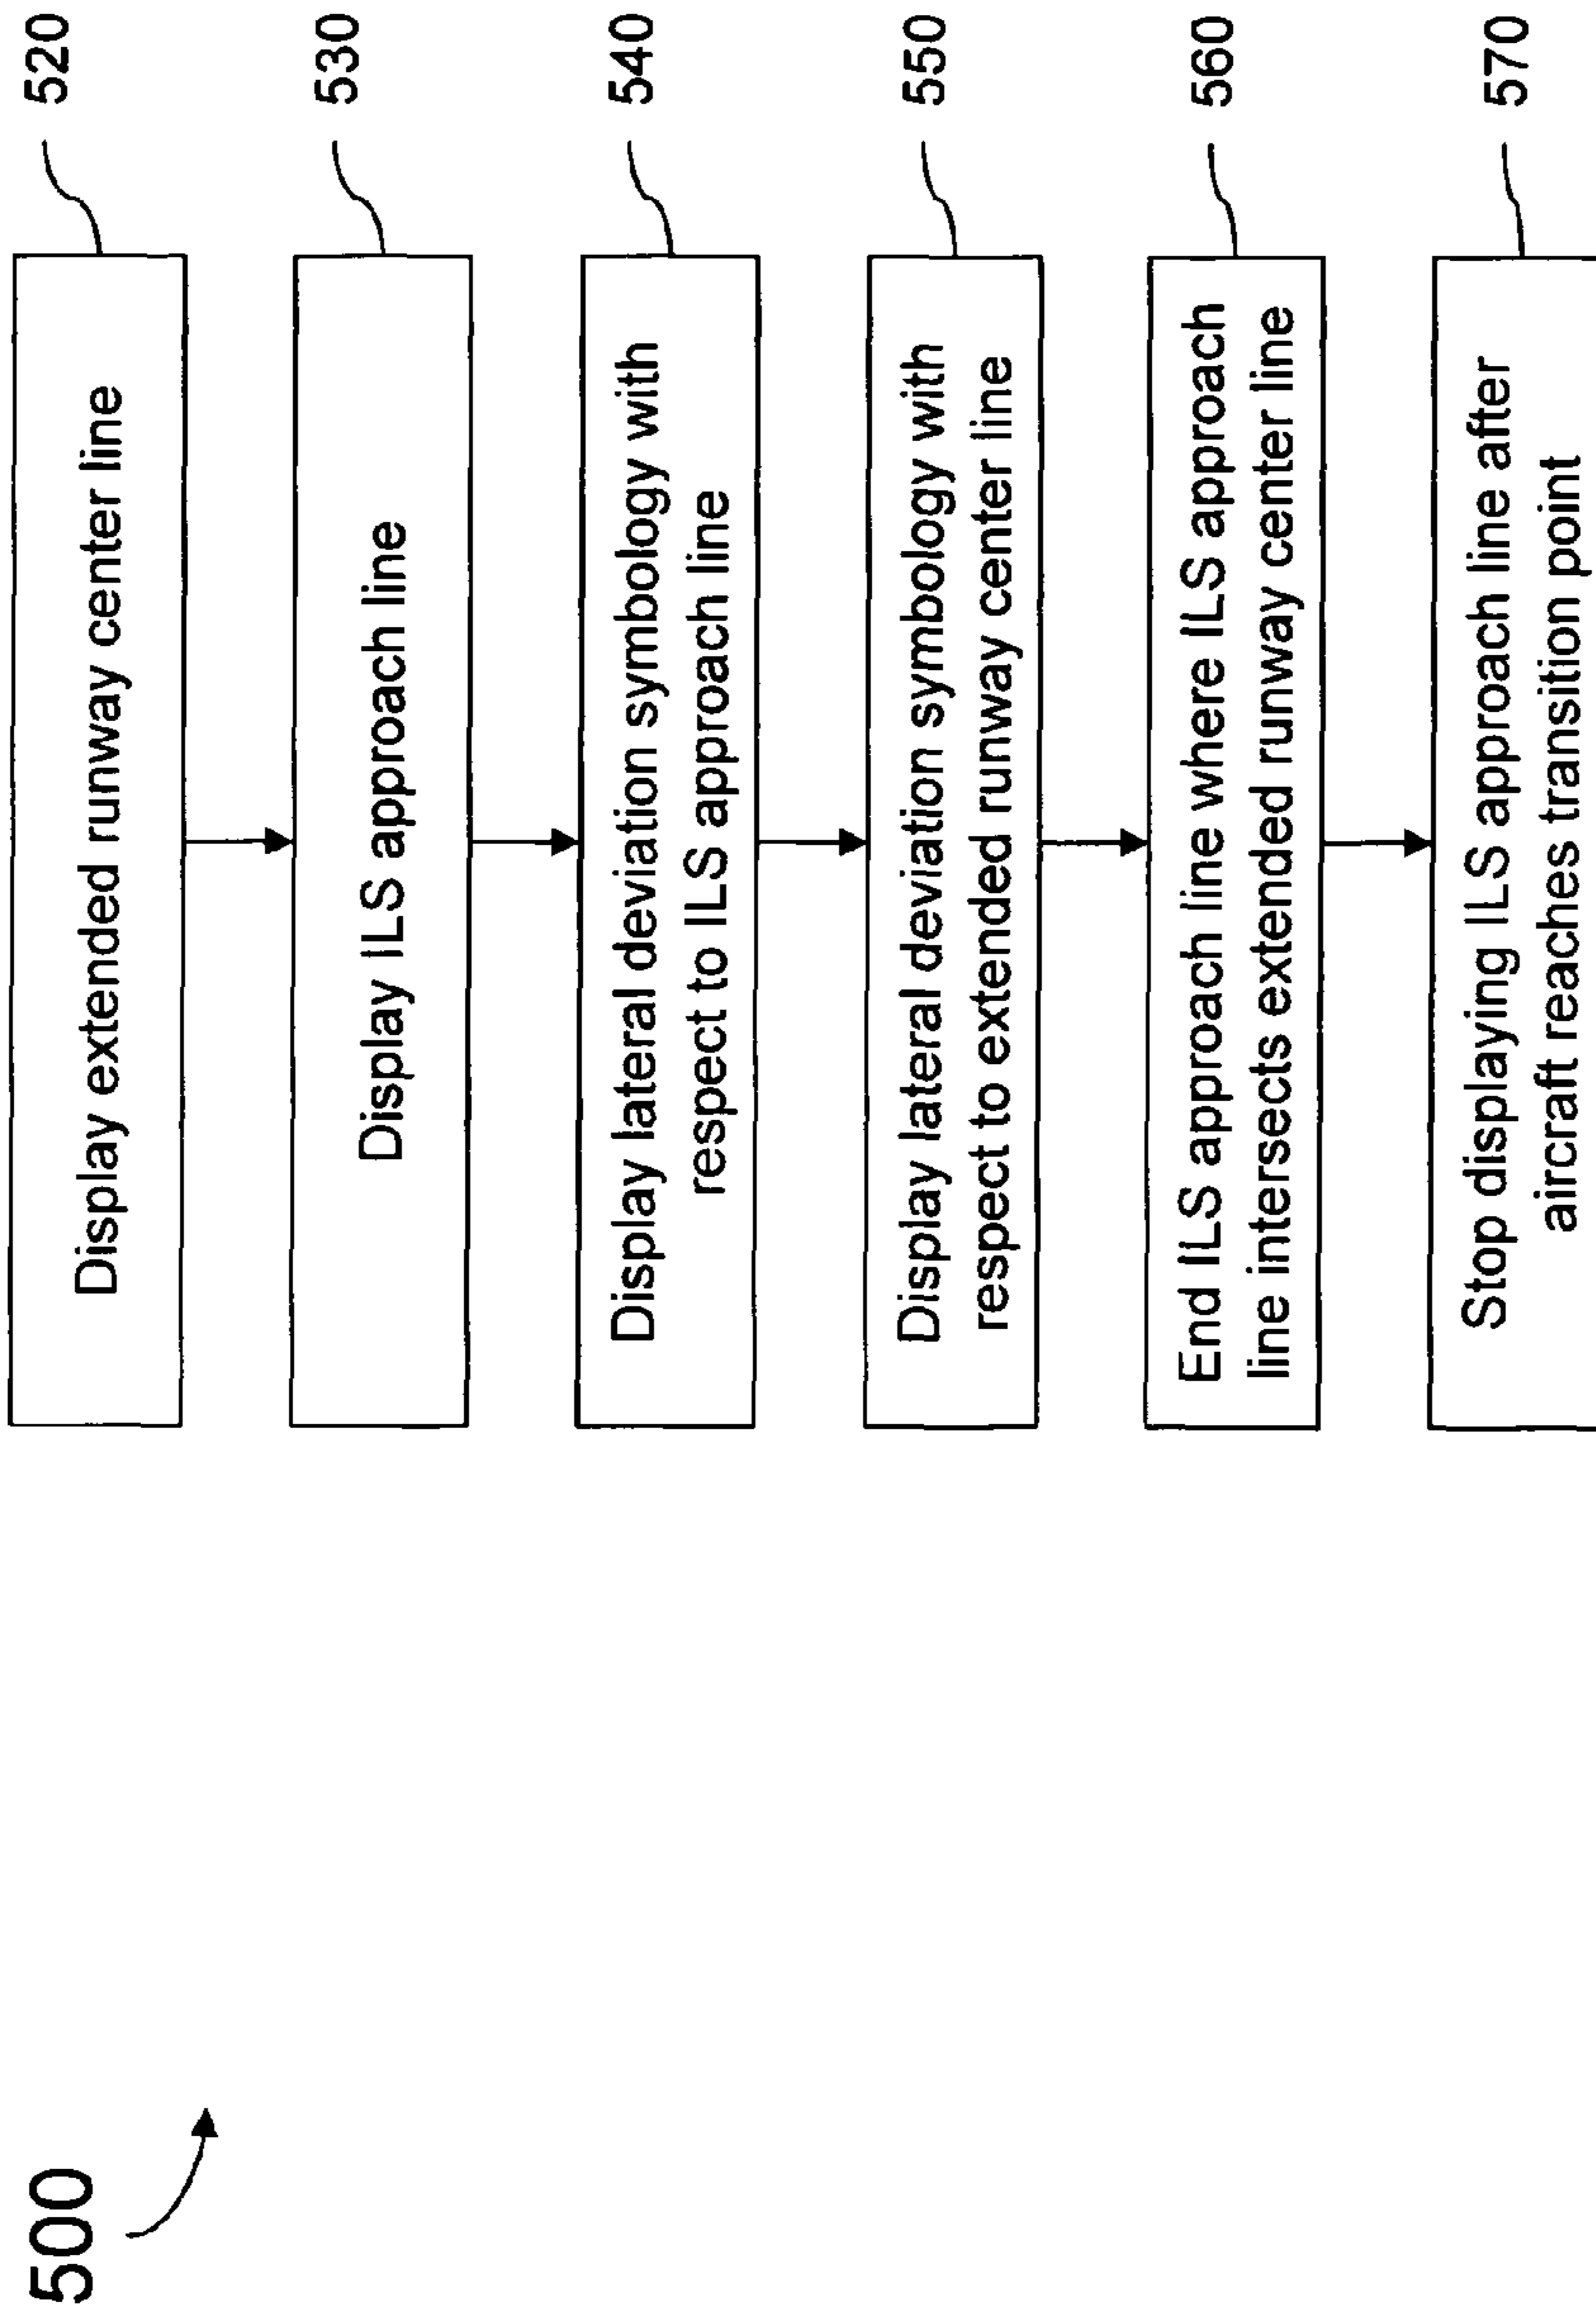 500
Display extended runway center line
520
Display ILS approach line
530
Display lateral deviation symbology with
respect to ILS approach line
540
Display lateral deviation symbology with
respect to extended runway center line
550
End ILS approach line where ILS approach
line intersects extended runway center line
560
Stop displaying ILS approach line after
aircraft reaches transition point
570